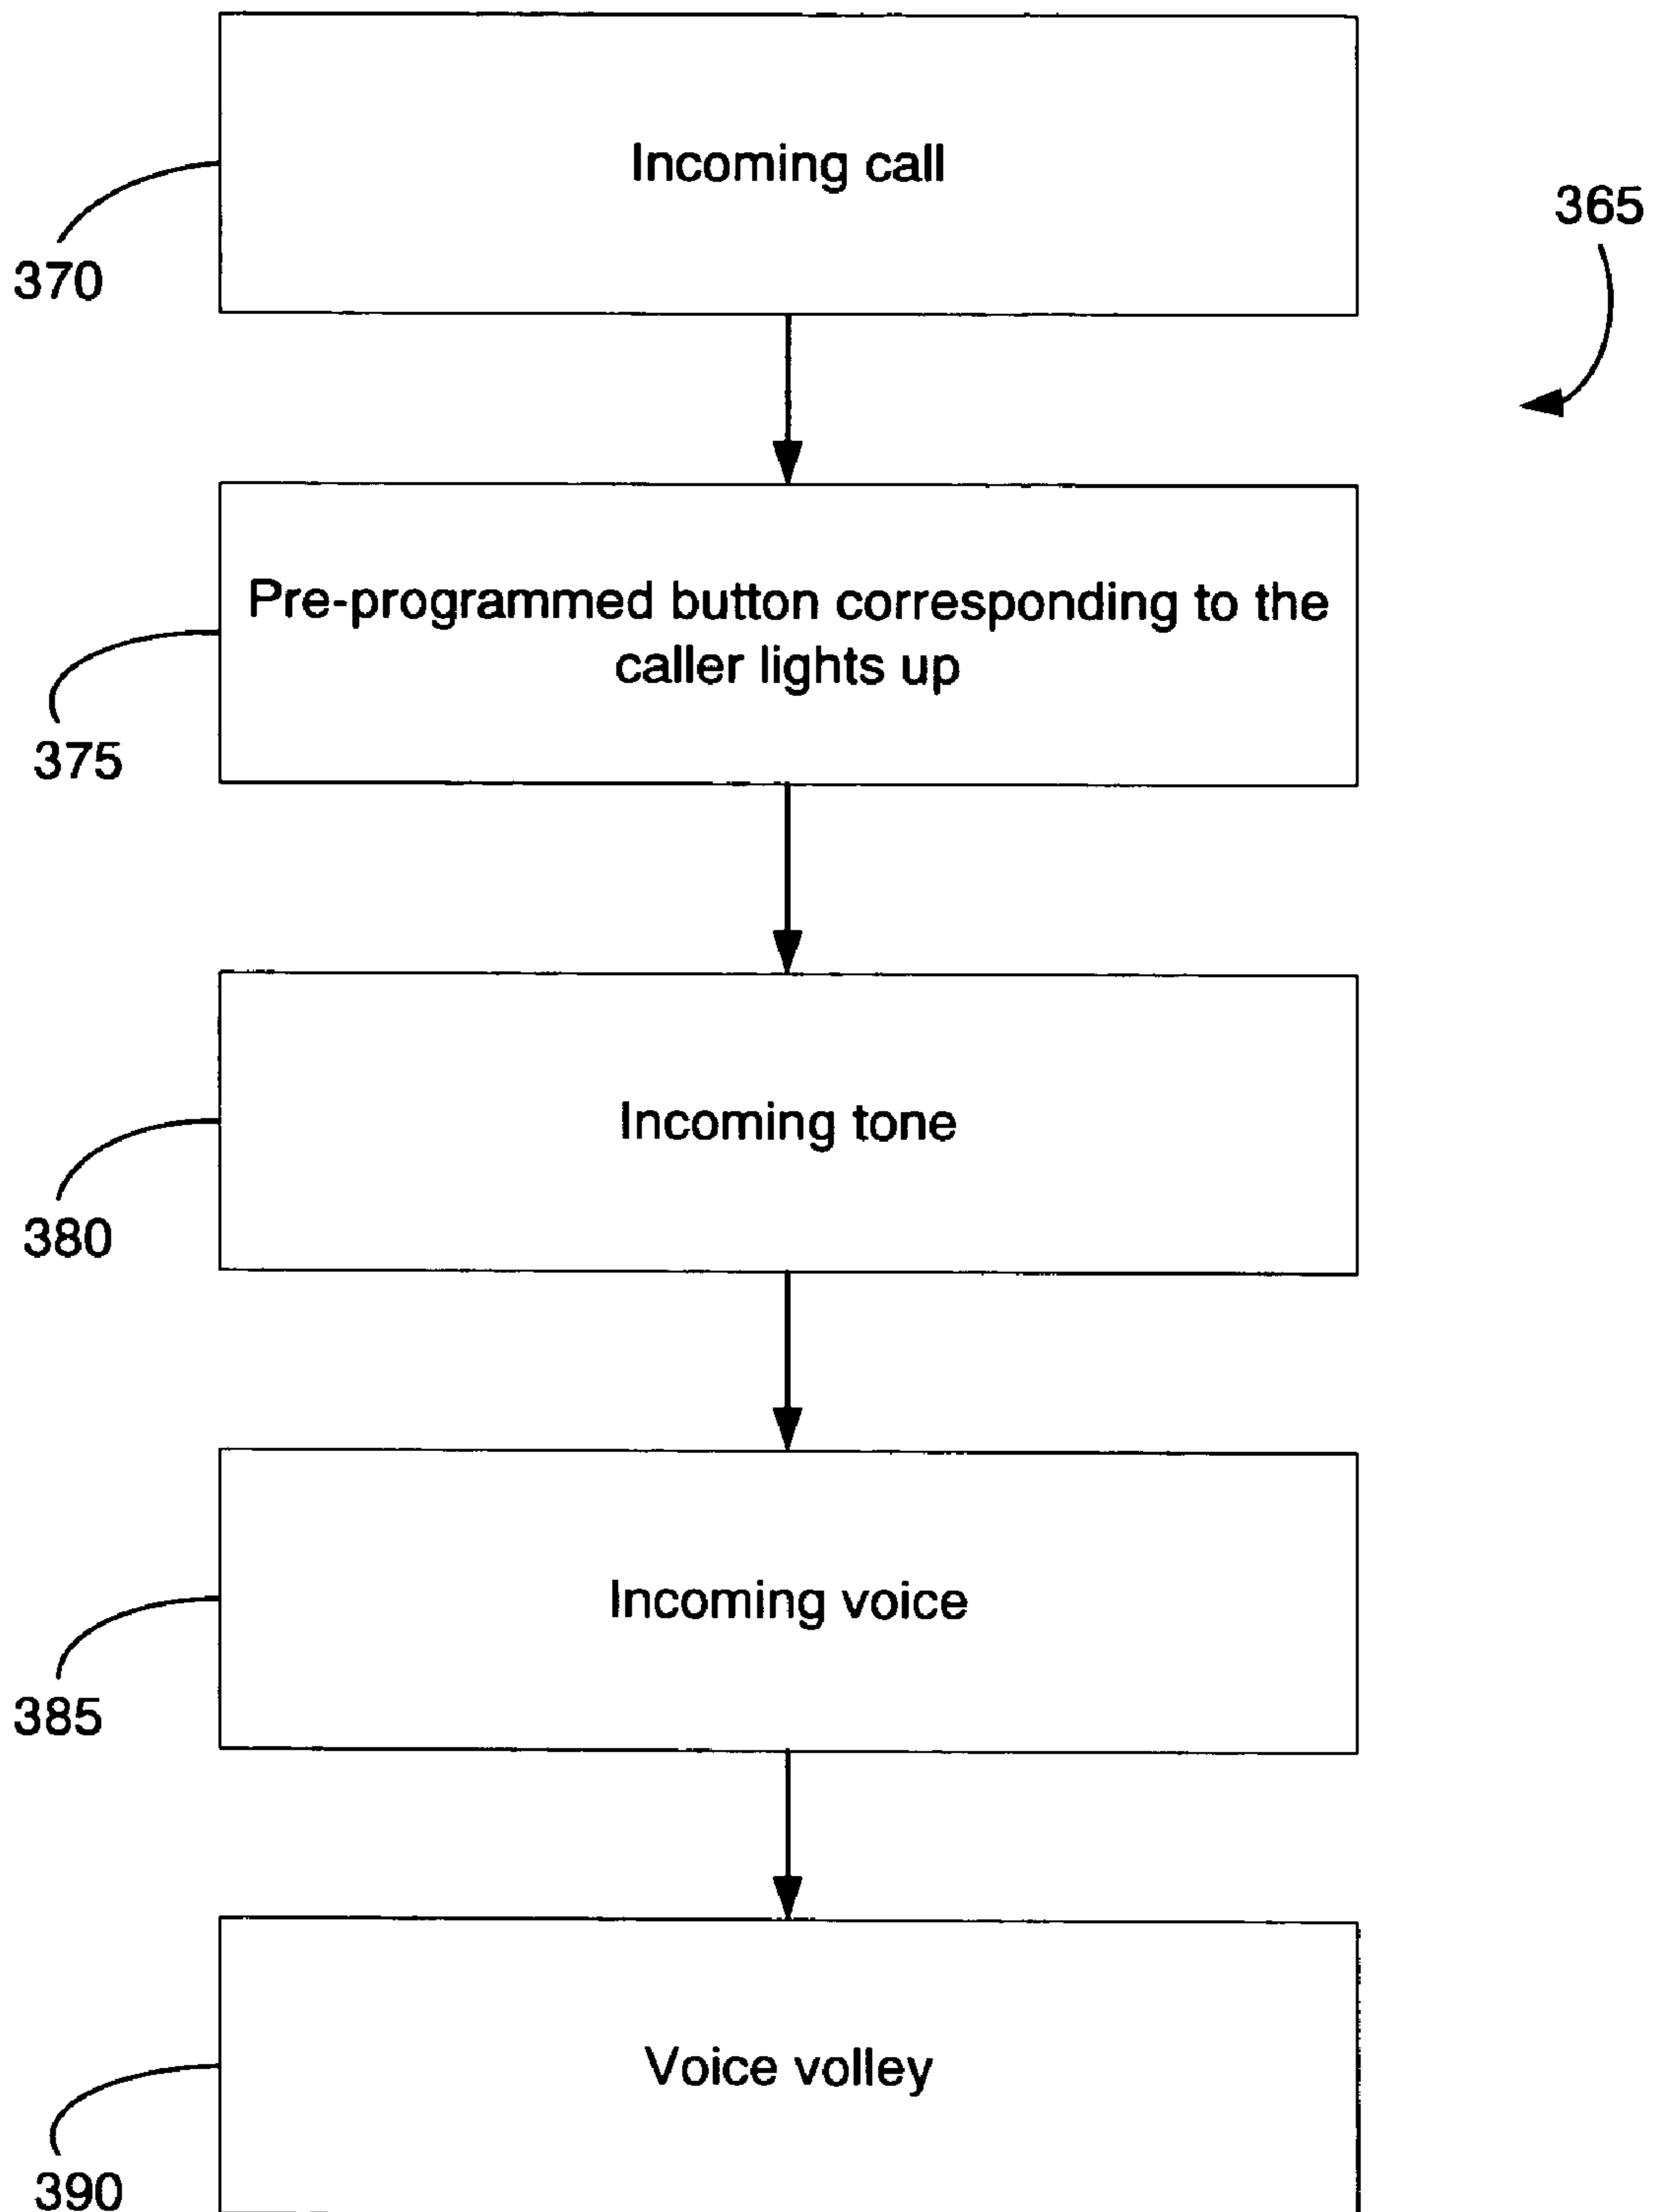 Incoming call
365
370
Pre-programmed button corresponding to the
caller lights up
375
Incoming tone
380
Incoming voice
385
Voice volley
390